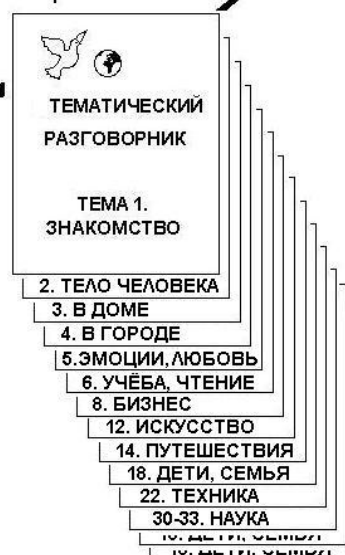 ТЕМАТИЧЕСКИЙ
РАЗГОВОРНИК
ТЕМА 1.
ЗНАКОМСТВО
2. ТЕЛО ЧЕЛОВЕКА
3. В ДОМЕ
4. В ГОРОДЕ
5.ЭМОЦИИ,ЛЮБОВЬ
6. УЧЁБА, ЧТЕНИЕ
8. БИЗНЕС
12. ИСКУССТВО
14. ПУТЕШЕСТВИЯ
18. ДЕТИ, СЕМЬЯ
22. ТЕХНИКА
30-33. НАУКА